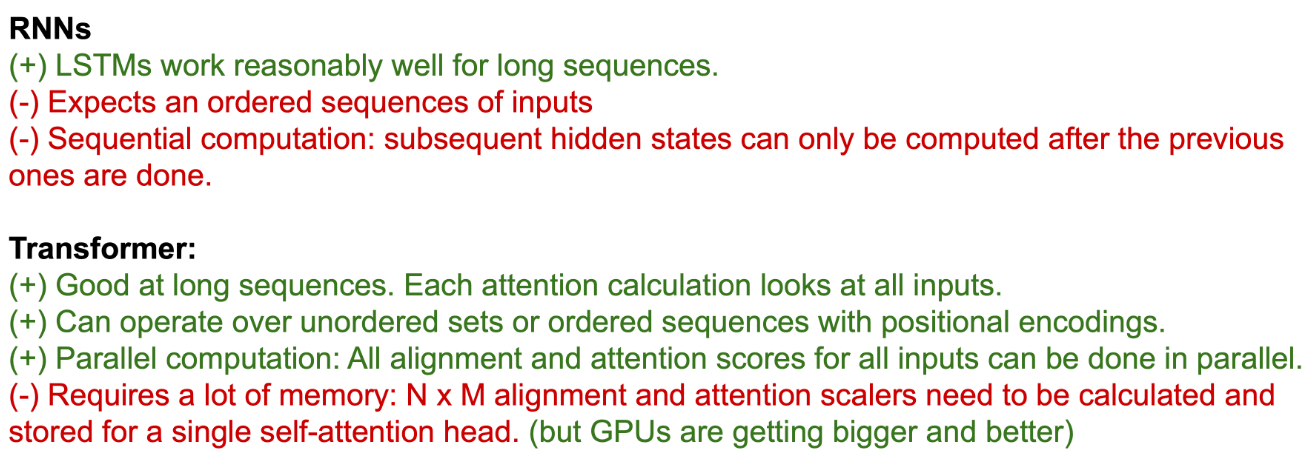 RNNs
(+) LSTMs work reasonably well for long sequences.
(-) Expects an ordered sequences of inputs
(-) Sequential computation: subsequent hidden states can only be computed after the previous
ones are done.
Transformer:
(+) Good at long sequences. Each attention calculation looks at all inputs.
(+) Can operate over unordered sets or ordered sequences with positional encodings.
(+) Parallel computation: All alignment and attention scores for all inputs can be done in parallel.
(-) Requires a lot of memory: N x M alignment and attention scalers need to be calculated and
stored for a single self-attention head. (but GPUs are getting bigger and better)